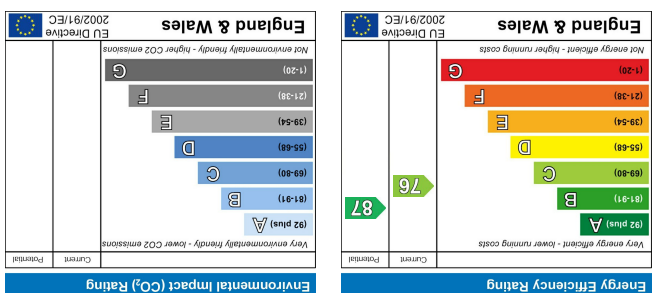 Energy Efficiency Rating
Current Potential
Very energy efficient - lower running costs
(92 plus) A
(81-91) B
(69-80) C
(55-68) D
(39-54) E
(21-38) F
(1-20) G
76
87
Not energy efficient - higher running costs
England & Wales
EU Directive
2002/91/EC
Environmental Impact (CO₂) Rating
Current Potential
Very environmentally friendly - lower CO2 emissions
(92 plus) A
(81-91) B
(69-80) C
(55-68) D
(39-54) E
(21-38) F
(1-20) G
Not environmentally friendly - higher CO2 emissions
England & Wales
EU Directive
2002/91/EC